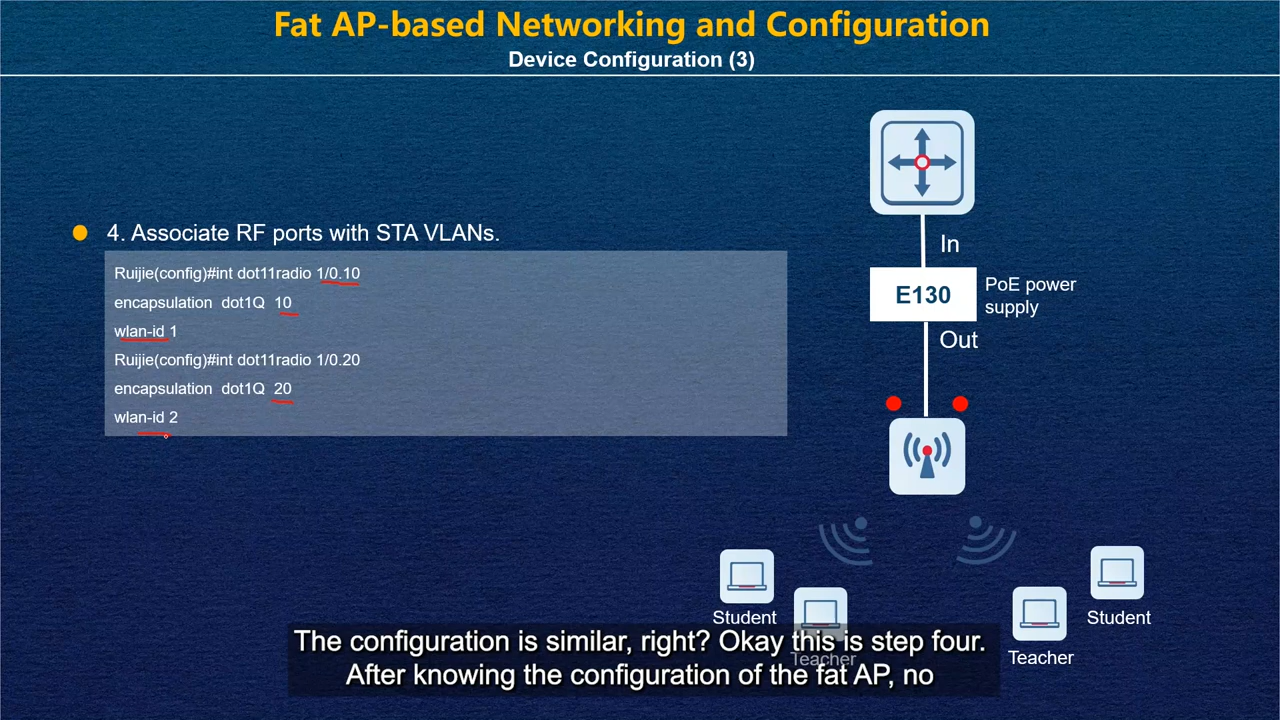 Fat AP-based Networking and Configuration
Device Configuration (3)
4. Associate RF ports with STA VLANs.
Ruijie(config)#int dot11radio 1/0.10
encapsulation dot1Q 10
wlan-id 1
Ruijie(config)#int dot11radio 1/0.20
encapsulation dot1Q 20
wlan-id 2
In
E130
PoE power
supply
Out
Student
Teacher
Teacher
Student
The configuration is similar, right? Okay this is step four.
After knowing the configuration of the fat AP, no